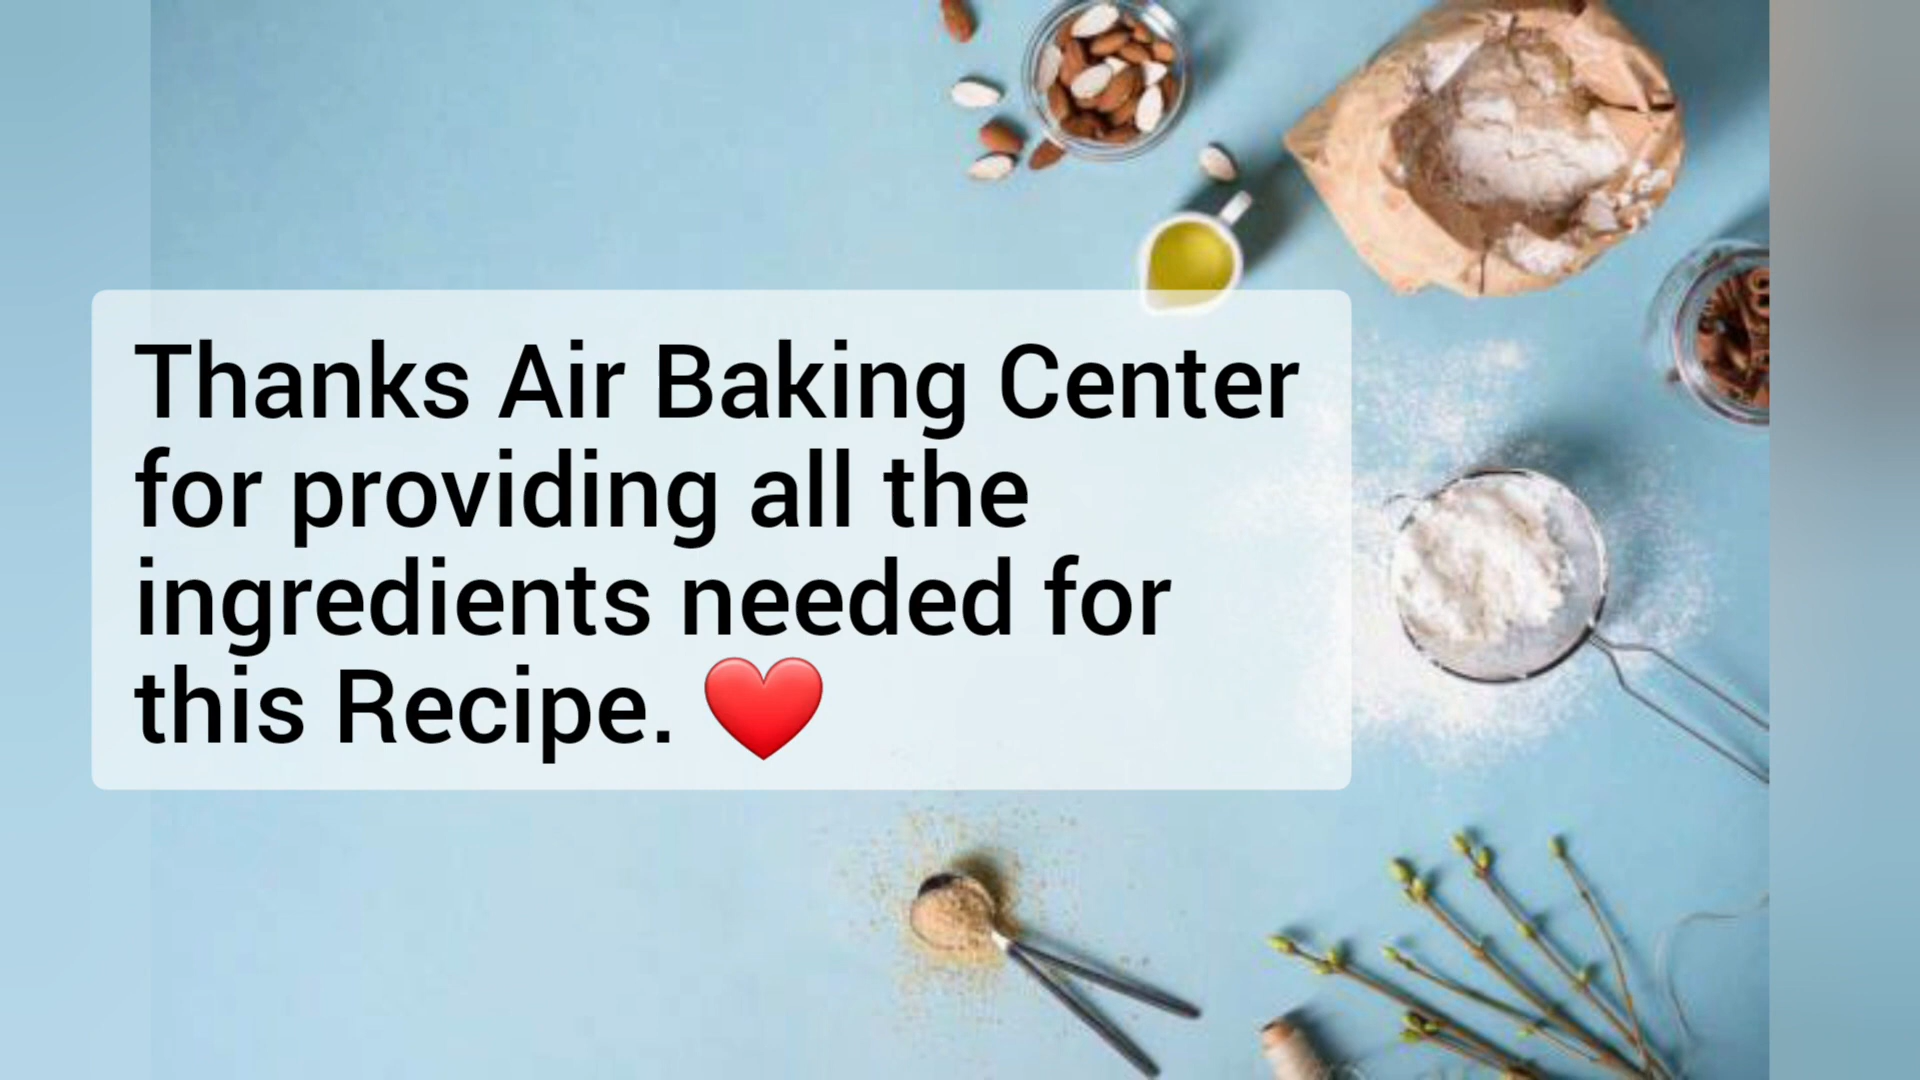 Thanks Air Baking Center
for providing all the
ingredients needed for
this Recipe. ❤️